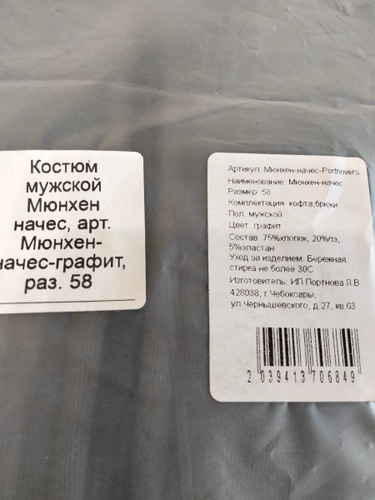 Костюм
мужской
Мюнхен
начес, арт.
Мюнхен-
начес-графит,
раз. 58
Артикул: Мюнхен-начес-Portnovers
Наименование: Мюнхен-начес
Размер: 58
Комплектация: кофта,брюки
Пол: мужской
Цвет: графит
Состав: 75%хлопок, 20%пэ,
5%эластан
Уход за изделием: Бережная
стирка не более 30С
Изготовитель: ИП Портнова Л.В
428038, г.Чебоксары,
ул.Чернышевского, д.27, кв.63
2 039413 706849